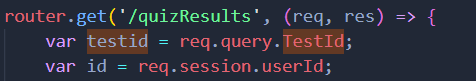 router.get('/quizResults', (req, res) => {
var testid = req.query.TestId;
var id = req.session.userId;